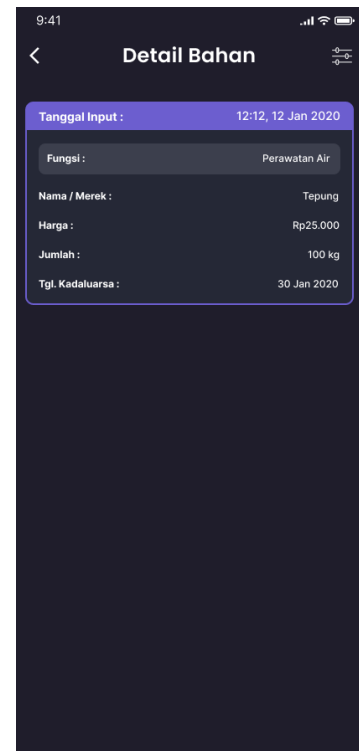 9:41
Detail Bahan
Tanggal Input : 12:12, 12 Jan 2020
Fungsi : Perawatan Air
Nama / Merek : Tepung
Harga : Rp25.000
Jumlah : 100 kg
Tgl. Kadaluarsa : 30 Jan 2020